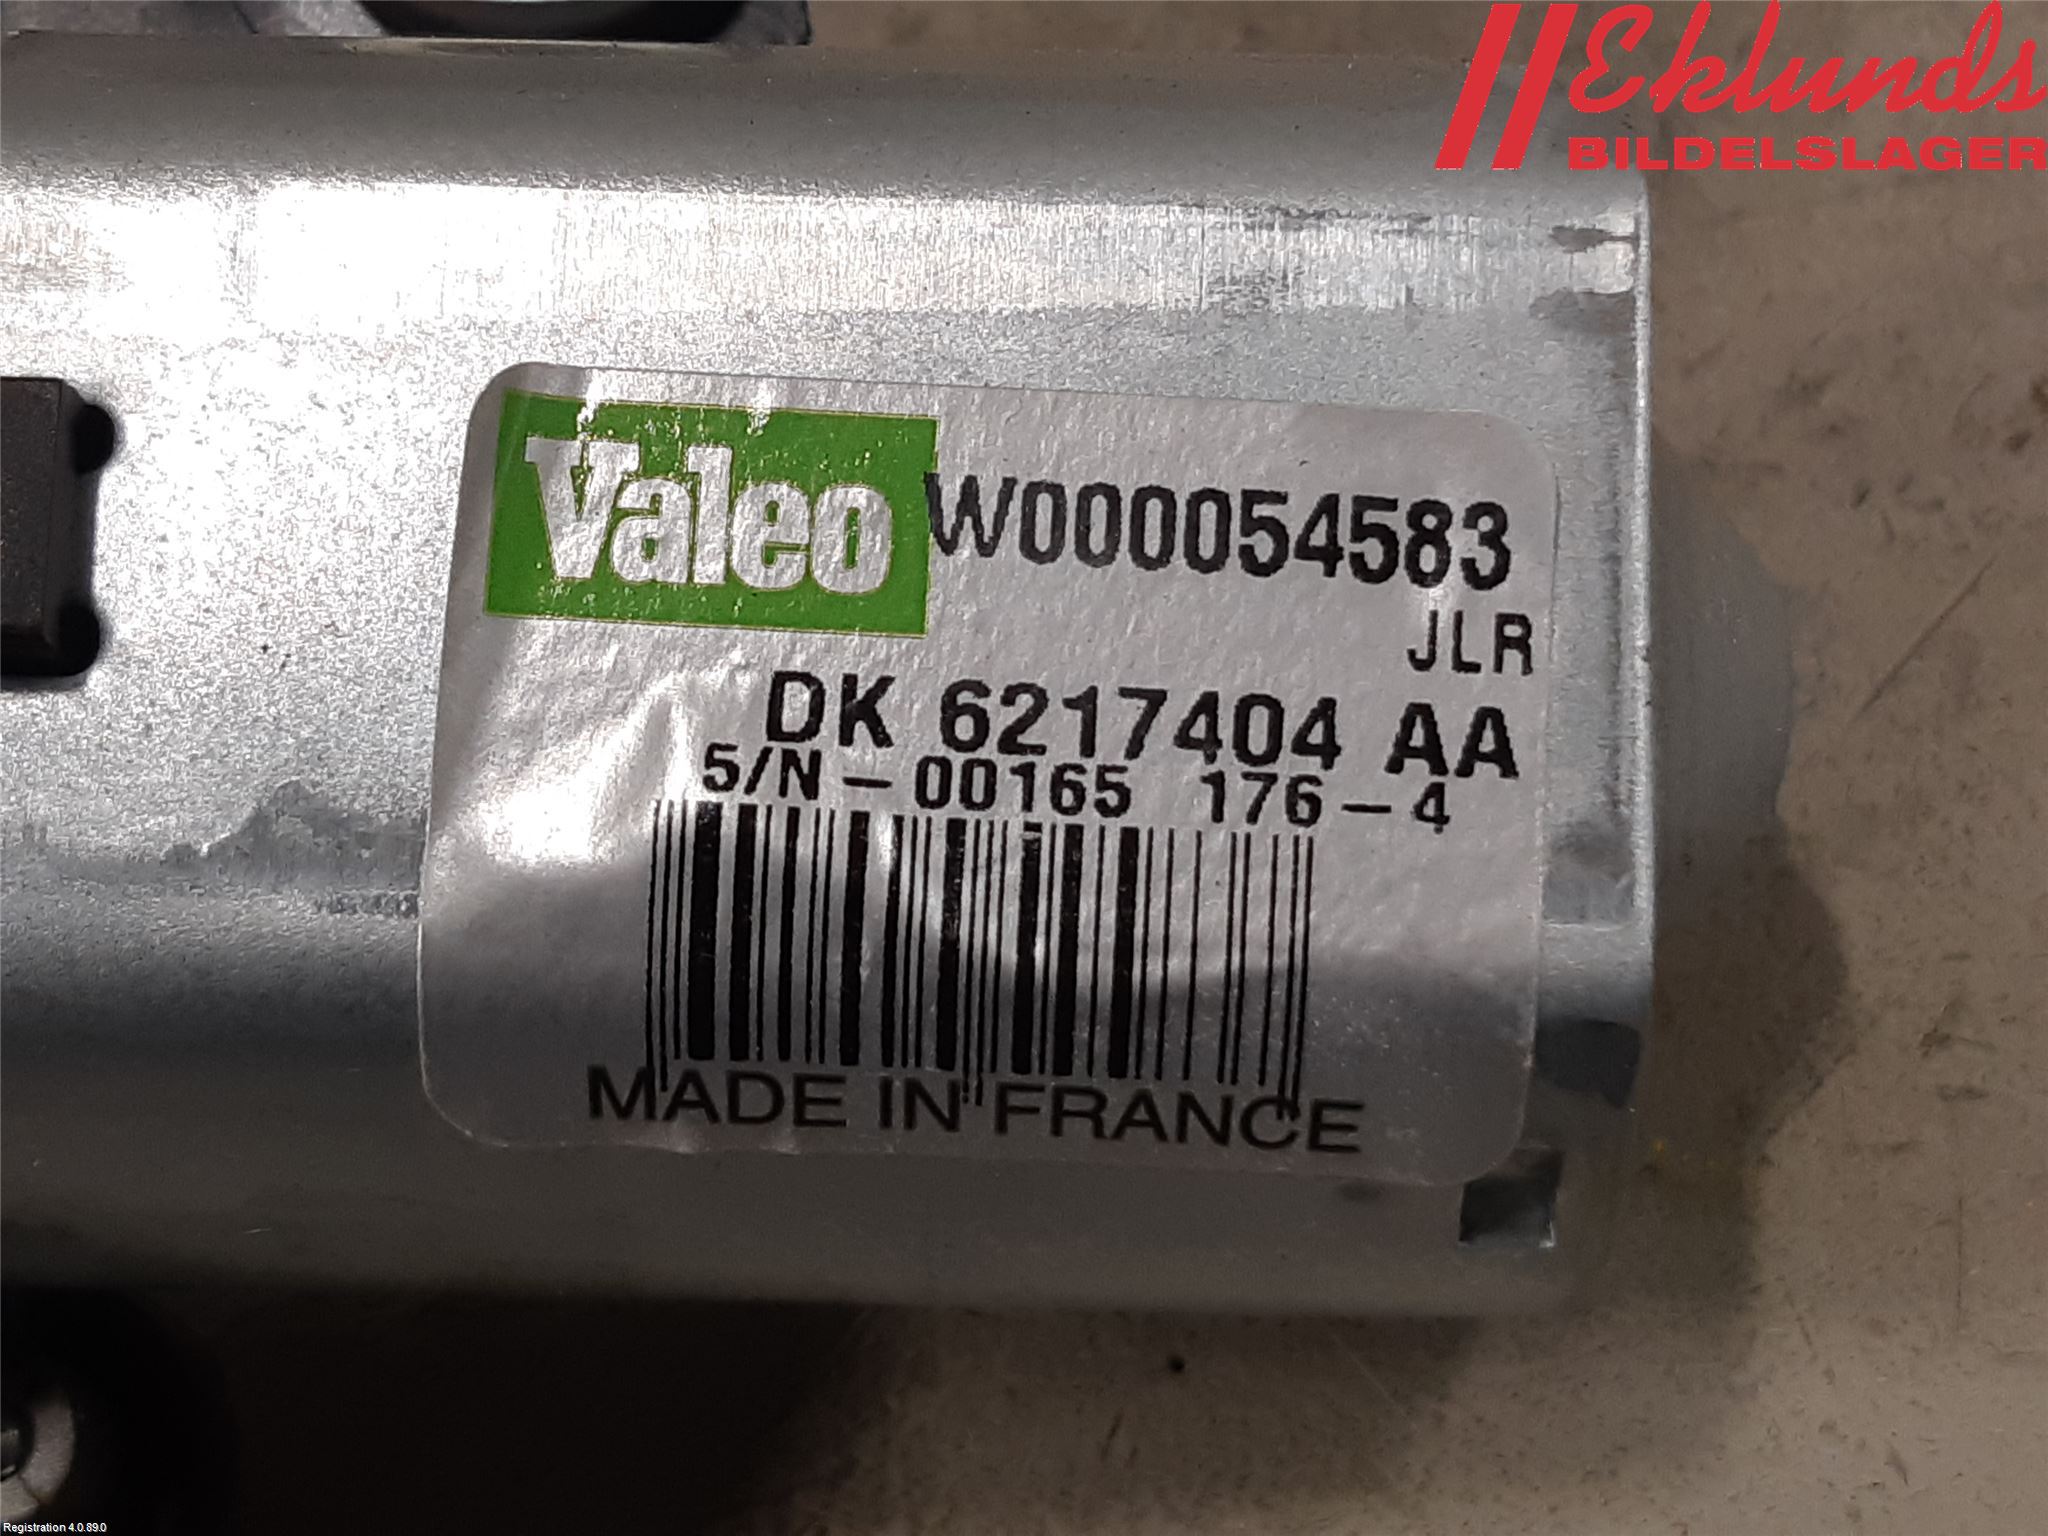 Eklunds
BILDELSLAGER
Valeo
W000054583
JLR
DK 6217404 AA
S/N - 00165 176 - 4
MADE IN FRANCE
Registration 4.0.89.0